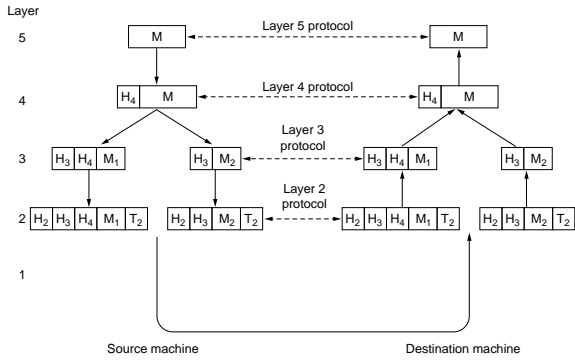 Layer
5 M Layer 5 protocol M
4 H4 M Layer 4 protocol H4 M
3 H3 H4 M1 H3 M2 Layer 3 protocol H3 H4 M1 H3 M2
2 H2 H3 H4 M1 T2 H2 H3 M2 T2 Layer 2 protocol H2 H3 H4 M1 T2 H2 H3 M2 T2
1
Source machine Destination machine